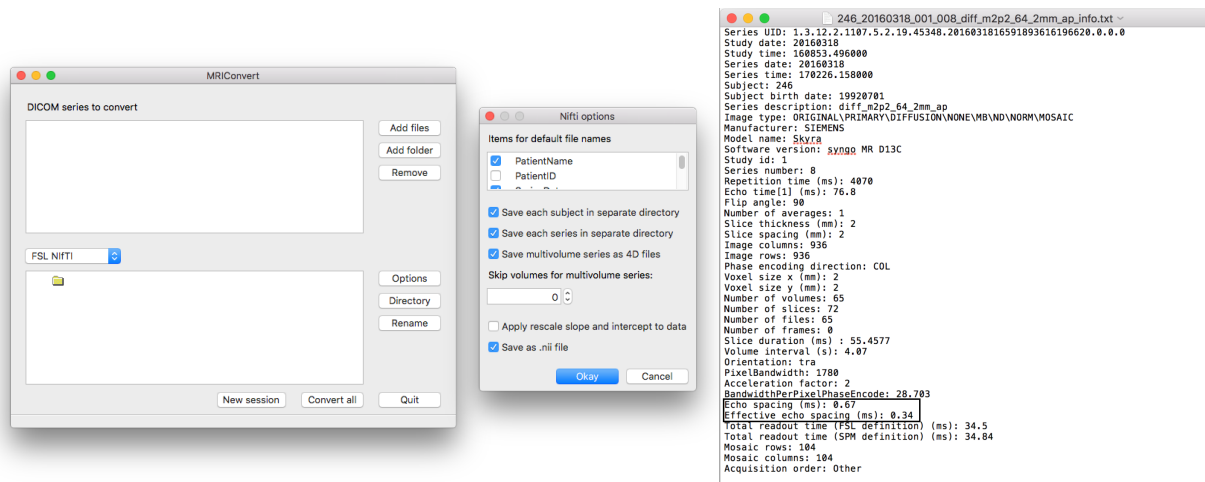 MRIConvert
DICOM series to convert
Add files
Add folder
Remove
FSL NIfTI
Options
Directory
Rename
New session
Convert all
Quit
Nifti options
Items for default file names
PatientName
PatientID
Save each subject in separate directory
Save each series in separate directory
Save multivolume series as 4D files
Skip volumes for multivolume series:
0
Apply rescale slope and intercept to data
Save as .nii file
Okay
Cancel
246_20160318_001_008_diff_m2p2_64_2mm_ap_info.txt
Series UID: 1.3.12.2.1107.5.2.19.45348.2016031816591893616196620.0.0.0
Study date: 20160318
Study time: 160853.496000
Series date: 20160318
Series time: 170226.158000
Subject: 246
Subject birth date: 19920701
Series description: diff_m2p2_64_2mm_ap
Image type: ORIGINAL\PRIMARY\DIFFUSION\NONE\MB\ND\NORM\MOSAIC
Manufacturer: SIEMENS
Model name: Skyra
Software version: syngo MR D13C
Study id: 1
Series number: 8
Repetition time (ms): 4070
Echo time[1] (ms): 76.8
Flip angle: 90
Number of averages: 1
Slice thickness (mm): 2
Slice spacing (mm): 2
Image columns: 936
Image rows: 936
Phase encoding direction: COL
Voxel size x (mm): 2
Voxel size y (mm): 2
Number of volumes: 65
Number of slices: 72
Number of files: 65
Number of frames: 0
Slice duration (ms) : 55.4577
Volume interval (s): 4.07
Orientation: tra
PixelBandwidth: 1780
Acceleration factor: 2
BandwidthPerPixelPhaseEncode: 28.703
Echo spacing (ms): 0.67
Effective echo spacing (ms): 0.34
Total readout time (FSL definition) (ms): 34.5
Total readout time (SPM definition) (ms): 34.84
Mosaic rows: 104
Mosaic columns: 104
Acquisition order: Other